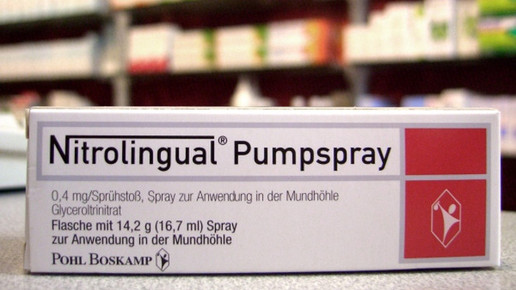 Nitrolingual® Pumpspray
0,4 mg/Sprühstoß, Spray zur Anwendung in der Mundhöhle
Glyceroltrinitrat
Flasche mit 14,2 g (16,7 ml) Spray
zur Anwendung in der Mundhöhle
POHL BOSKAMP